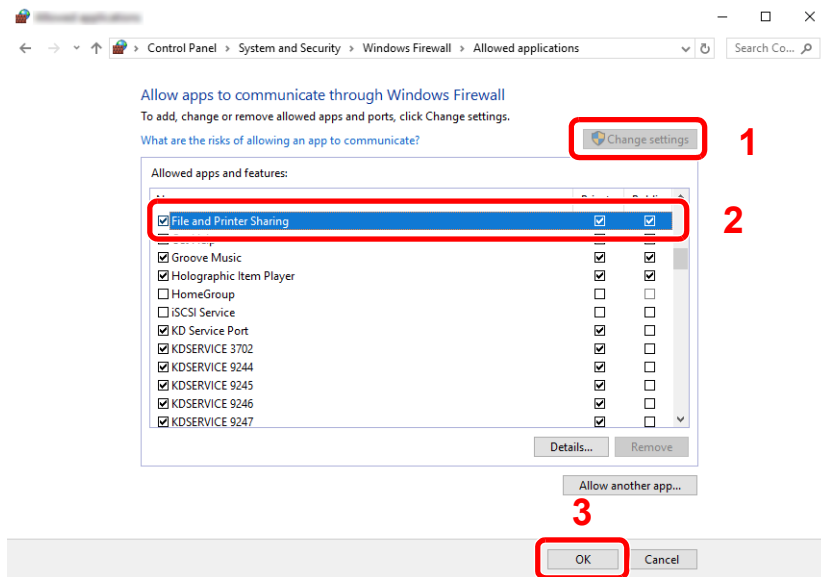 Allowed applications
Control Panel > System and Security > Windows Firewall > Allowed applications Search Co...
Allow apps to communicate through Windows Firewall
To add, change or remove allowed apps and ports, click Change settings.
What are the risks of allowing an app to communicate?
Change settings
1
Allowed apps and features:
File and Printer Sharing
2
Groove Music
Holographic Item Player
HomeGroup
iSCSI Service
KD Service Port
KDSERVICE 3702
KDSERVICE 9244
KDSERVICE 9245
KDSERVICE 9246
KDSERVICE 9247
Details... Remove
Allow another app...
3
OK Cancel